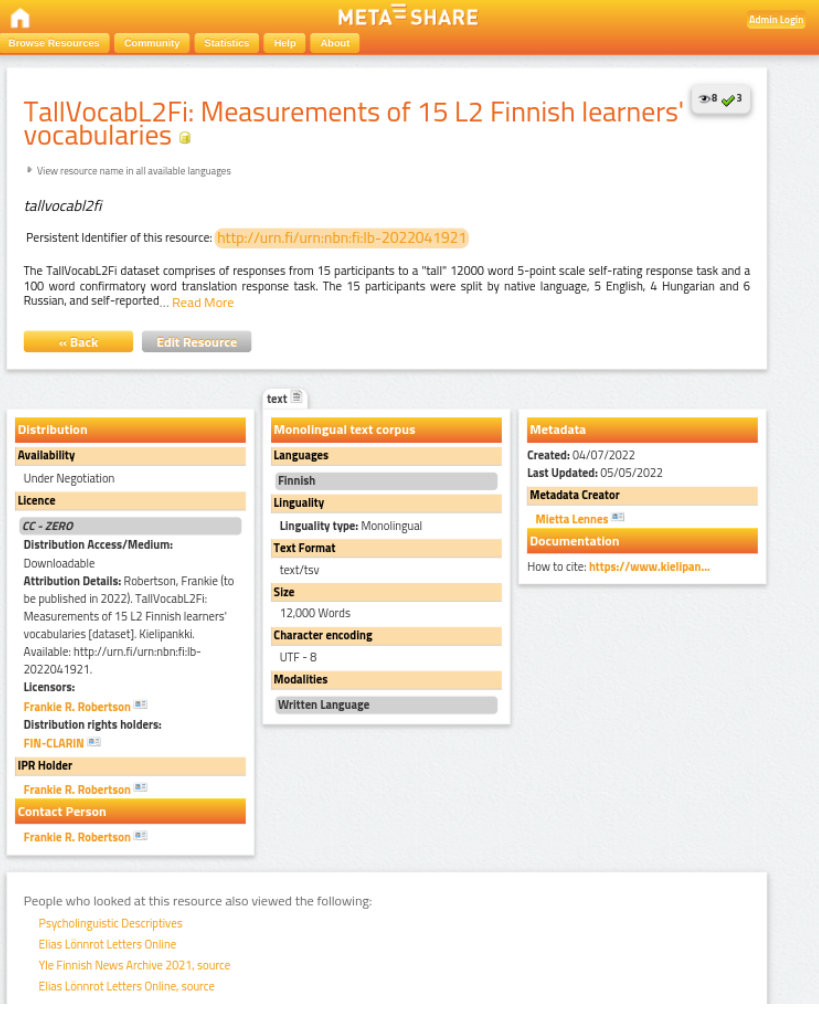 META SHARE
Admin Login
Browse Resources
Community
Statistics
Help
About
TallVocabL2Fi: Measurements of 15 L2 Finnish learners'
vocabularies
8 3
View resource name in all available languages
tallvocabl2fi
Persistent Identifier of this resource: http://urn.fi/urn:nbn:fi:lb-2022041921
The TallVocabL2Fi dataset comprises of responses from 15 participants to a "tall" 12000 word 5-point scale self-rating response task and a
100 word confirmatory word translation response task. The 15 participants were split by native language, 5 English, 4 Hungarian and 6
Russian, and self-reported... Read More
« Back
Edit Resource
Distribution
Availability
Under Negotiation
Licence
CC - ZERO
Distribution Access/Medium:
Downloadable
Attribution Details: Robertson, Frankie (to
be published in 2022). TallVocabL2Fi:
Measurements of 15 L2 Finnish learners'
vocabularies [dataset]. Kielipankki.
Available: http://urn.fi/urn:nbn:fi:lb-
2022041921.
Licensors:
Frankie R. Robertson
Distribution rights holders:
FIN-CLARIN
IPR Holder
Frankie R. Robertson
Contact Person
Frankie R. Robertson
text
Monolingual text corpus
Languages
Finnish
Linguality
Linguality type: Monolingual
Text Format
text/tsv
Size
12,000 Words
Character encoding
UTF - 8
Modalities
Written Language
Metadata
Created: 04/07/2022
Last Updated: 05/05/2022
Metadata Creator
Mietta Lennes
Documentation
How to cite: https://www.kielipan...
People who looked at this resource also viewed the following:
Psycholinguistic Descriptives
Elias Lönnrot Letters Online
Yle Finnish News Archive 2021, source
Elias Lönnrot Letters Online, source